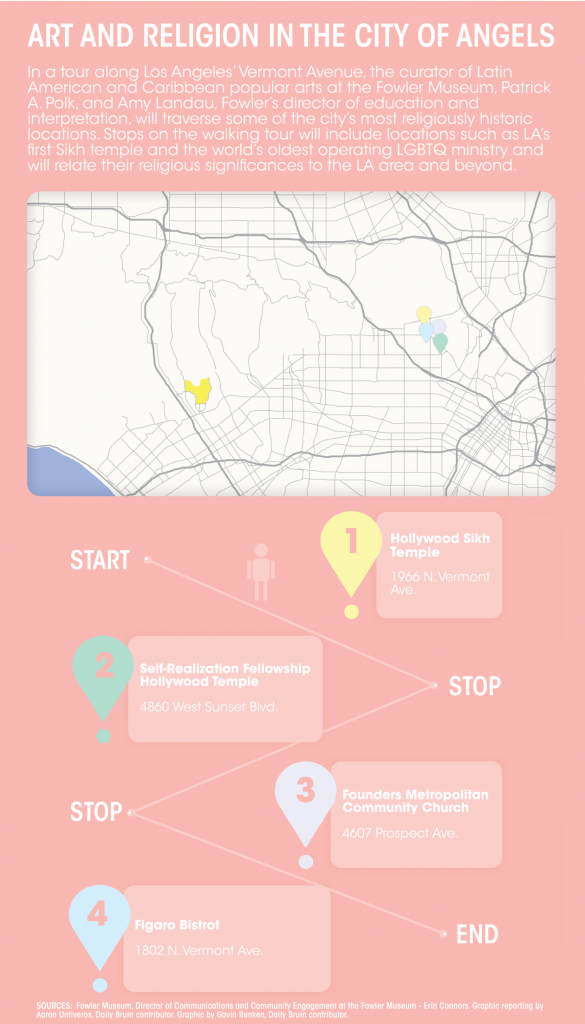 ART AND RELIGION IN THE CITY OF ANGELS
In a tour along Los Angeles' Vermont Avenue, the curator of Latin
American and Caribbean popular arts at the Fowler Museum, Patrick
A. Polk, and Amy Landau, Fowler's director of education and
interpretation, will traverse some of the city's most religiously historic
locations. Stops on the walking tour will include locations such as LA's
first Sikh temple and the world's oldest operating LGBTQ ministry and
will relate their religious significances to the LA area and beyond.
START
1
Hollywood Sikh
Temple
1966 N. Vermont
Ave.
2
Self-Realization Fellowship
Hollywood Temple
4860 West Sunset Blvd.
STOP
3
Founders Metropolitan
Community Church
4607 Prospect Ave.
STOP
4
Figaro Bistrot
1802 N. Vermont Ave.
END
SOURCES: Fowler Museum, Director of Communications and Community Engagement at the Fowler Museum - Erin Connors. Graphic reporting by
Aaron Untiveros, Daily Bruin contributor. Graphic by Gavin Renken, Daily Bruin contributor.